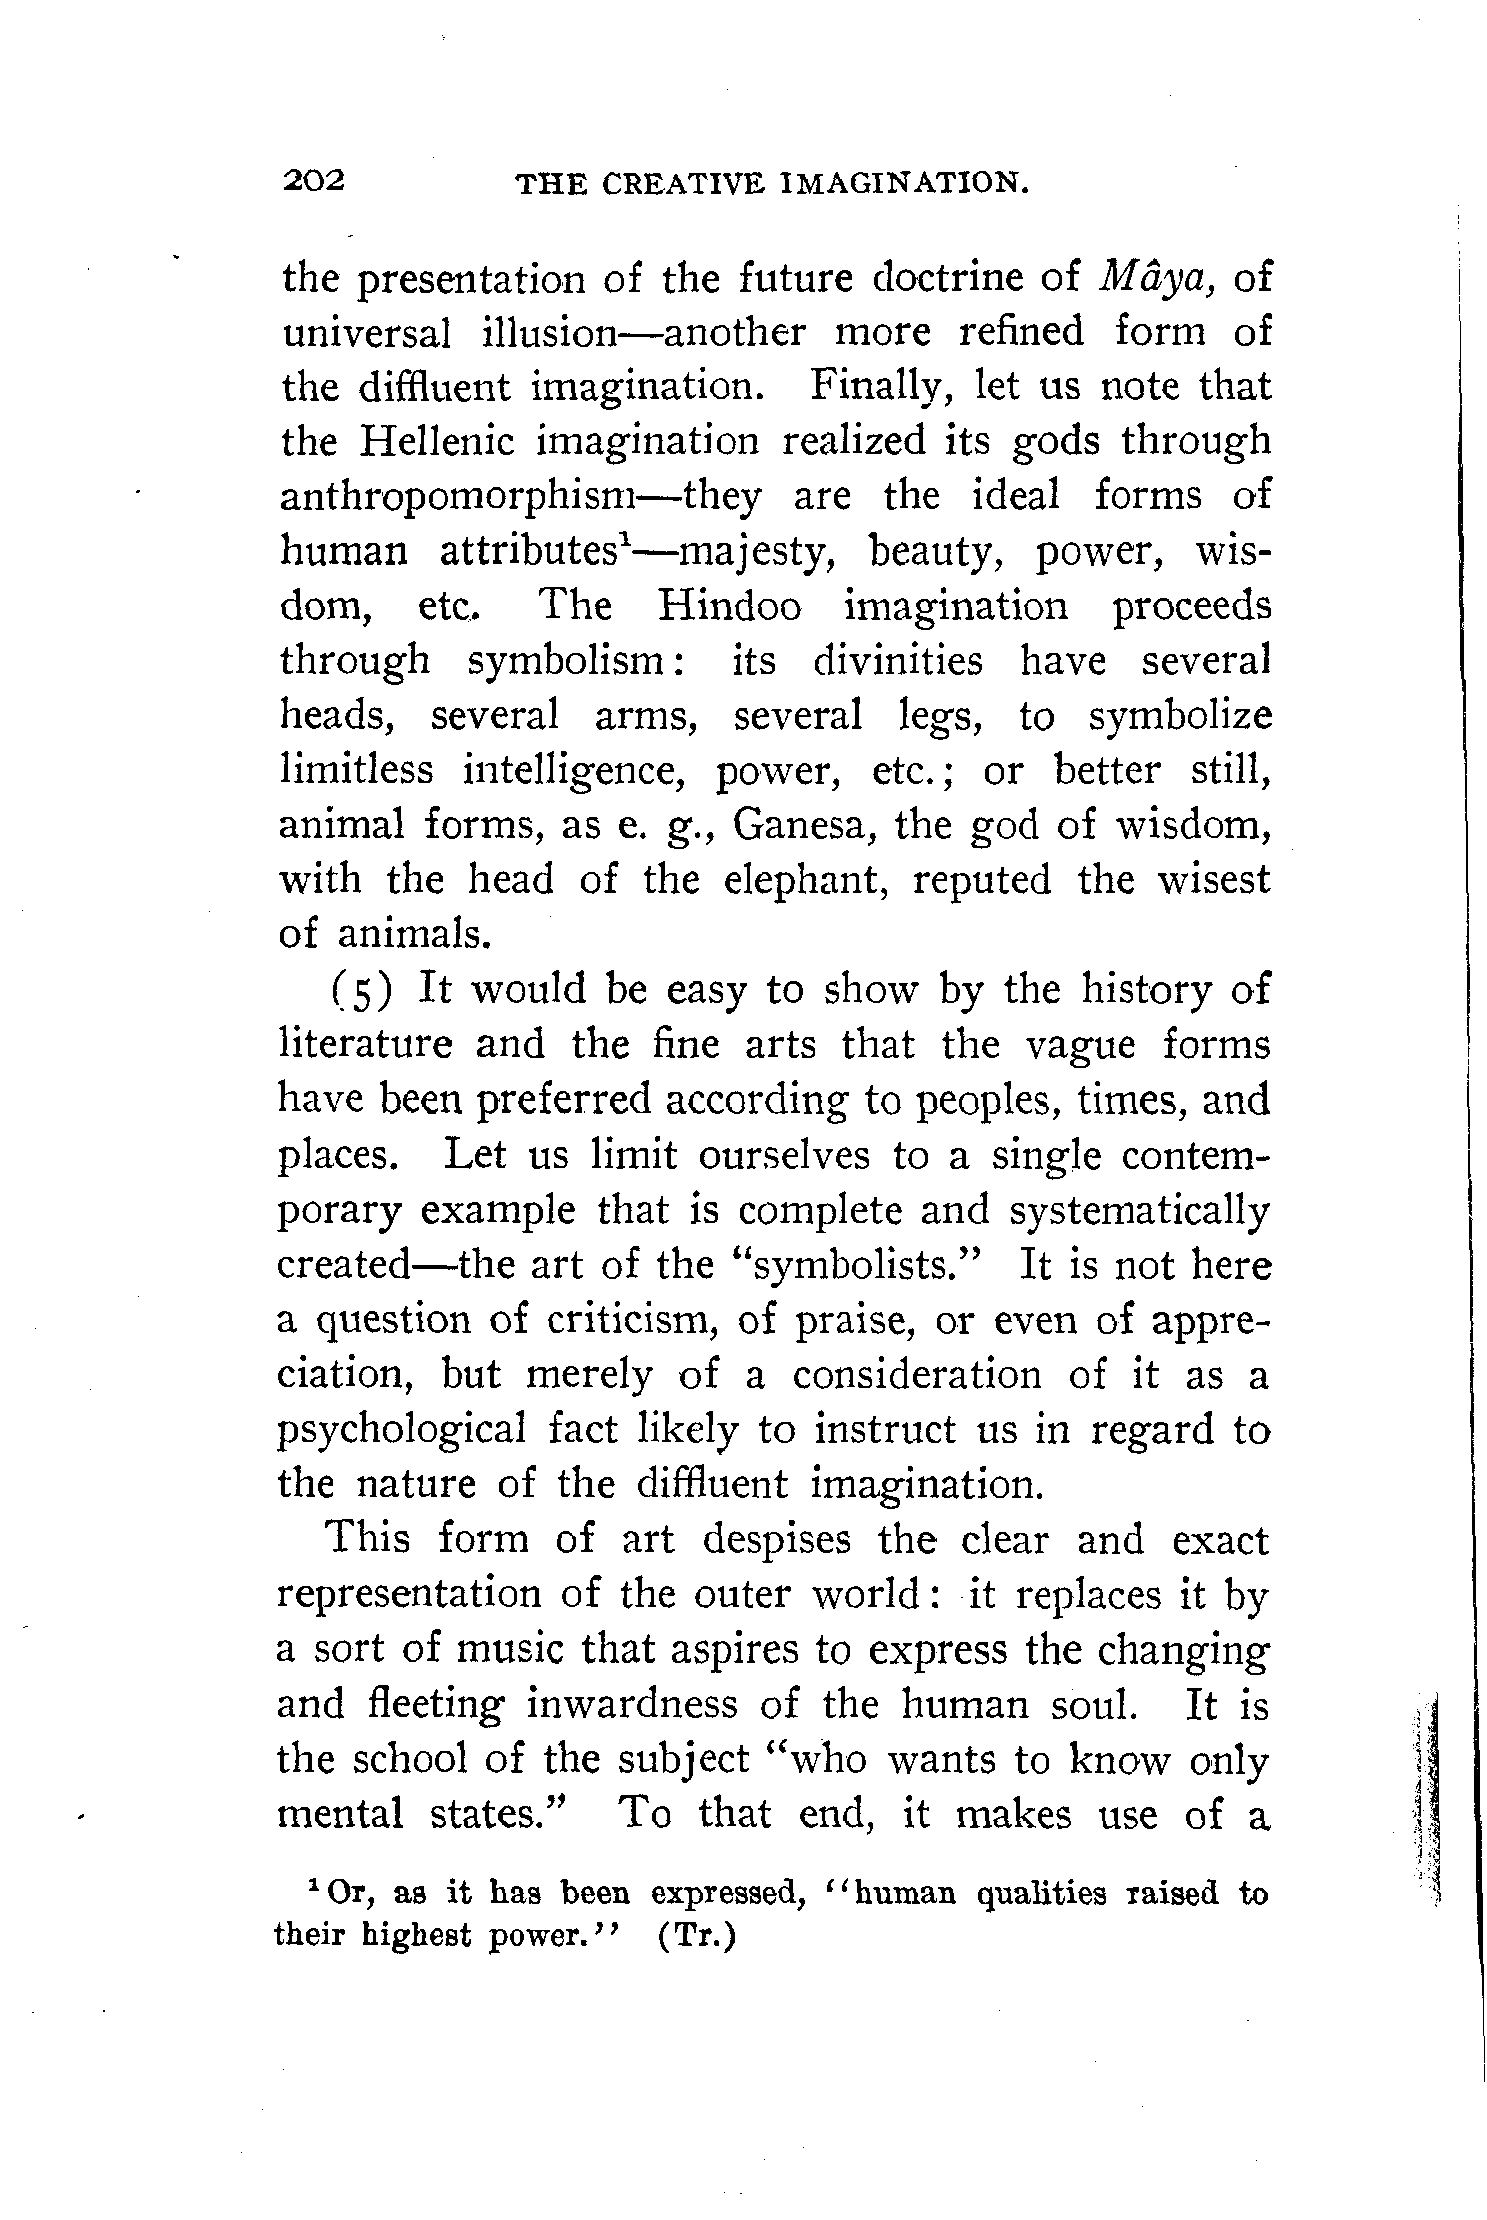 202 THE CREATIVE IMAGINATION.
the presentation of the future doctrine of Mâya, of
universal illusion—another more refined form of
the diffluent imagination. Finally, let us note that
the Hellenic imagination realized its gods through
anthropomorphism—they are the ideal forms of
human attributes¹—majesty, beauty, power, wis-
dom, etc. The Hindoo imagination proceeds
through symbolism: its divinities have several
heads, several arms, several legs, to symbolize
limitless intelligence, power, etc.; or better still,
animal forms, as e. g., Ganesa, the god of wisdom,
with the head of the elephant, reputed the wisest
of animals.
(5) It would be easy to show by the history of
literature and the fine arts that the vague forms
have been preferred according to peoples, times, and
places. Let us limit ourselves to a single contem-
porary example that is complete and systematically
created—the art of the “symbolists.” It is not here
a question of criticism, of praise, or even of appre-
ciation, but merely of a consideration of it as a
psychological fact likely to instruct us in regard to
the nature of the diffluent imagination.
This form of art despises the clear and exact
representation of the outer world: it replaces it by
a sort of music that aspires to express the changing
and fleeting inwardness of the human soul. It is
the school of the subject “who wants to know only
mental states.” To that end, it makes use of a
¹ Or, as it has been expressed, ‘‘human qualities raised to
their highest power.’’ (Tr.)